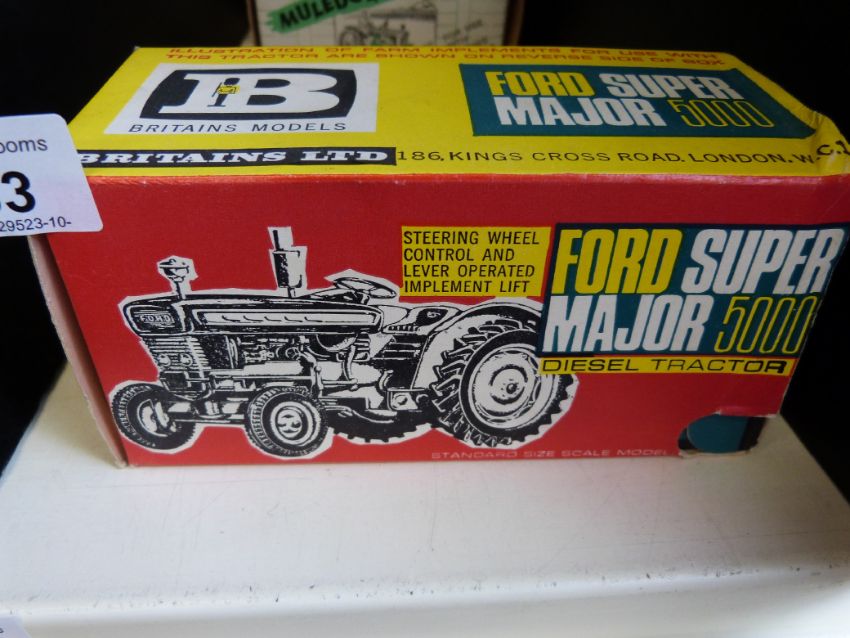 MULEDO
ILLUSTRATION OF FARM IMPLEMENTS FOR USE WITH
THIS TRACTOR ARE SHOWN ON REVERSE SIDE OF BOX
B
BRITAINS MODELS
FORD SUPER
MAJOR 5000
BRITAINS LTD 186, KINGS CROSS ROAD, LONDON, W.C.1
ooms
3
29523-10-
STEERING WHEEL
CONTROL AND
LEVER OPERATED
IMPLEMENT LIFT
FORD SUPER
MAJOR 5000
DIESEL TRACTOR
FORD
STANDARD SIZE SCALE MODEL